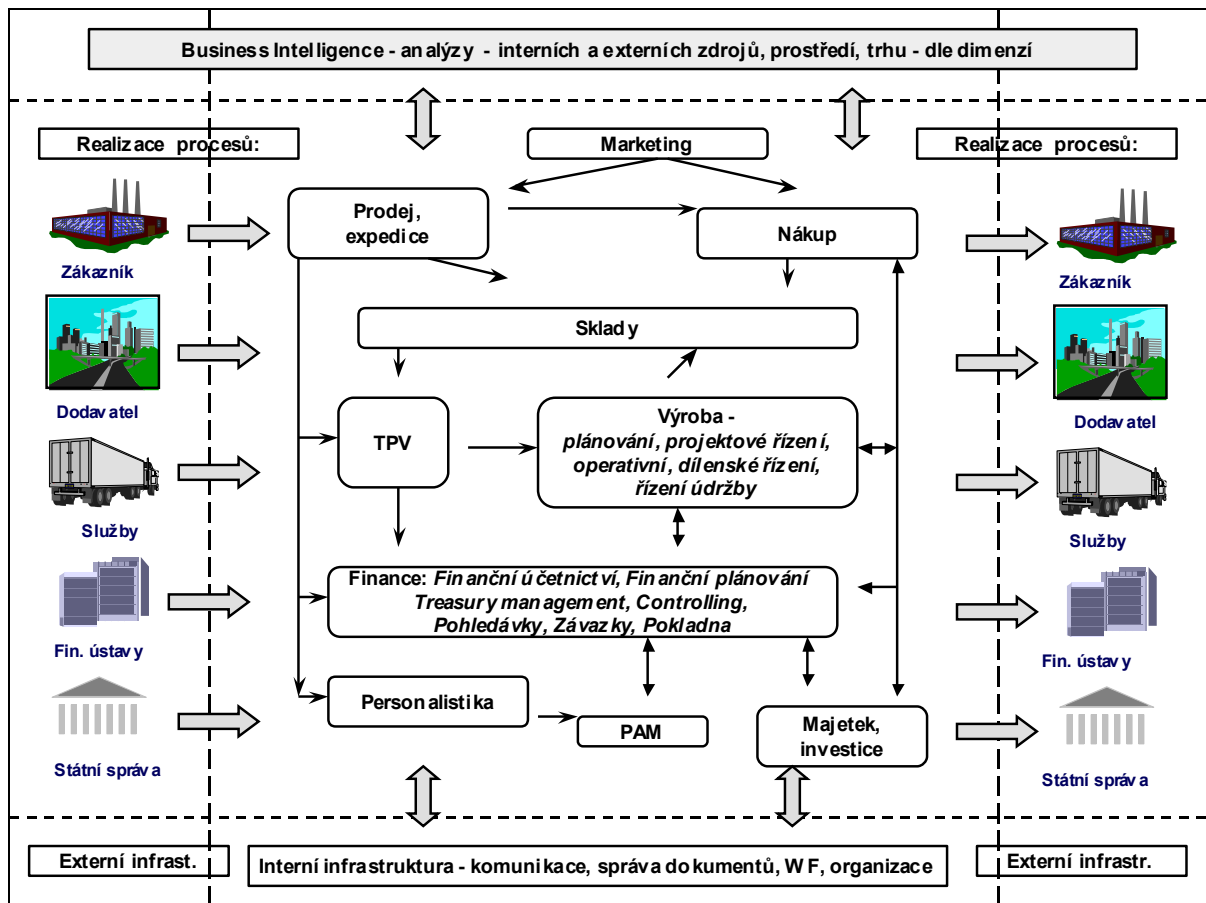 Business Intelligence - analýzy - interních a externích zdrojů, prostředí, trhu - dle dimenzí
Realizace procesů:
Marketing
Realizace procesů:
Prodej,
expedice
Nákup
Zákazník
Zákazník
Sklady
Dodavatel
Dodavatel
TPV
Výroba -
plánování, projektové řízení,
operativní, dílenské řízení,
řízení údržby
Služby
Služby
Finance: Finanční účetnictví, Finanční plánování
Treasury management, Controlling,
Pohledávky, Závazky, Pokladna
Fin. ústavy
Fin. ústavy
Personalistika
PAM
Majetek,
investice
Státní správa
Státní správa
Externí infrast.
Interní infrastruktura - komunikace, správa dokumentů, WF, organizace
Externí infrastr.